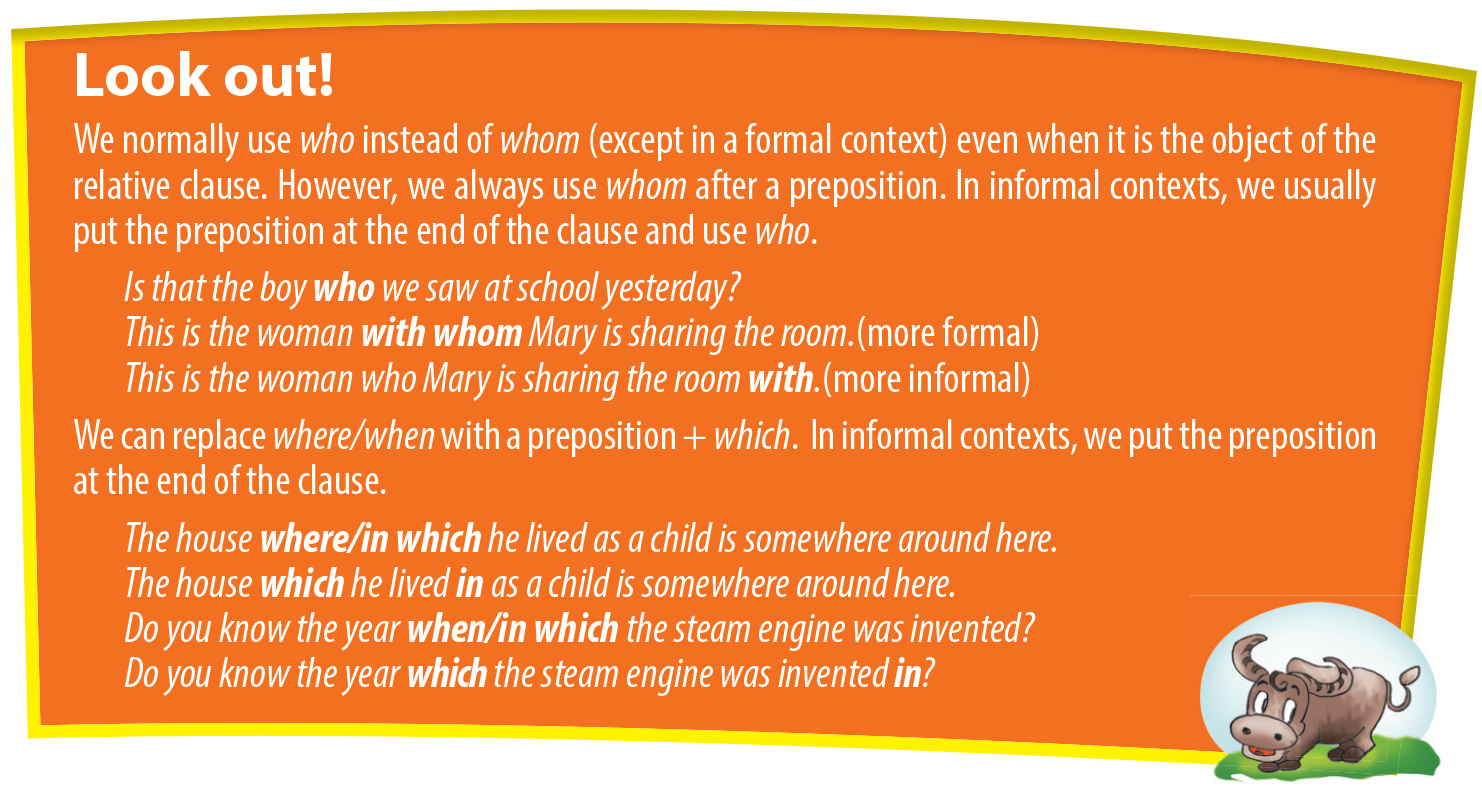 Look out!
We normally use who instead of whom (except in a formal context) even when it is the object of the
relative clause. However, we always use whom after a preposition. In informal contexts, we usually
put the preposition at the end of the clause and use who.
Is that the boy who we saw at school yesterday?
This is the woman with whom Mary is sharing the room.(more formal)
This is the woman who Mary is sharing the room with.(more informal)
We can replace where/when with a preposition + which. In informal contexts, we put the preposition
at the end of the clause.
The house where/in which he lived as a child is somewhere around here.
The house which he lived in as a child is somewhere around here.
Do you know the year when/in which the steam engine was invented?
Do you know the year which the steam engine was invented in?